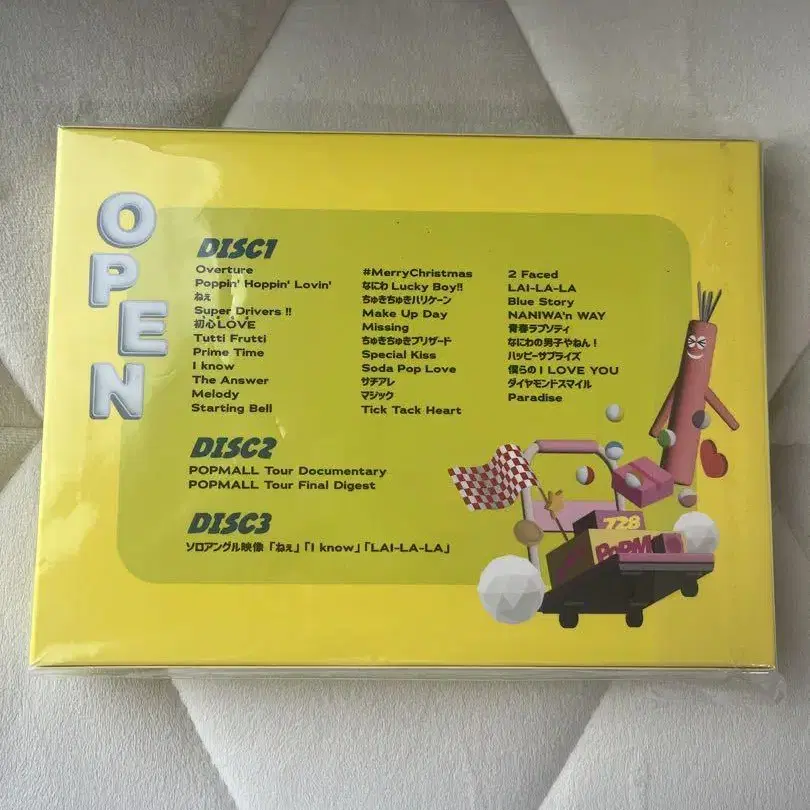 OPEN
DISC1
Overture
Poppin' Hoppin' Lovin'
ねぇ
Super Drivers !!
初心LOVE
Tutti Frutti
Prime Time
I know
The Answer
Melody
Starting Bell
#MerryChristmas
なにわ Lucky Boy!!
ちゅきちゅきハリケーン
Make Up Day
Missing
ちゅきちゅきブリザード
Special Kiss
Soda Pop Love
サチアレ
マジック
Tick Tack Heart
2 Faced
LAI-LA-LA
Blue Story
NANIWA'n WAY
青春ラプソディ
なにわの男子やねん！
ハッピーサプライズ
僕らの I LOVE YOU
ダイヤモンドスマイル
Paradise
DISC2
POPMALL Tour Documentary
POPMALL Tour Final Digest
DISC3
ソロアングル映像「ねぇ」「I know」「LAI-LA-LA」
728